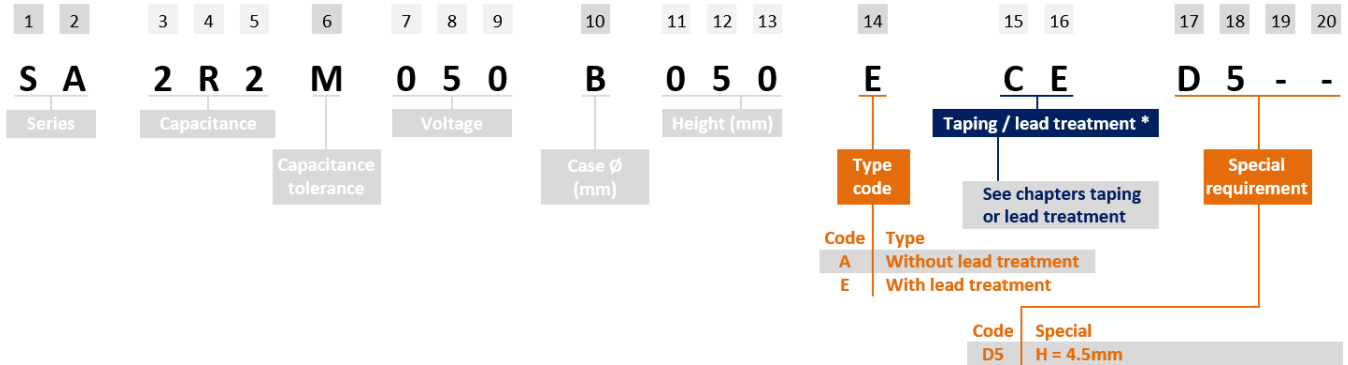 1 2 3 4 5 6 7 8 9 10 11 12 13 14 15 16 17 18 19 20
S A 2 R 2 M 0 5 0 B 0 5 0 E C E D 5 - -
Series Capacitance Voltage Height (mm) Taping / lead treatment *
Capacitance
tolerance
Case Ø
(mm)
Type
code
Special
requirement
See chapters taping
or lead treatment
Code Type
A Without lead treatment
E With lead treatment
Code Special
D5 H = 4.5mm